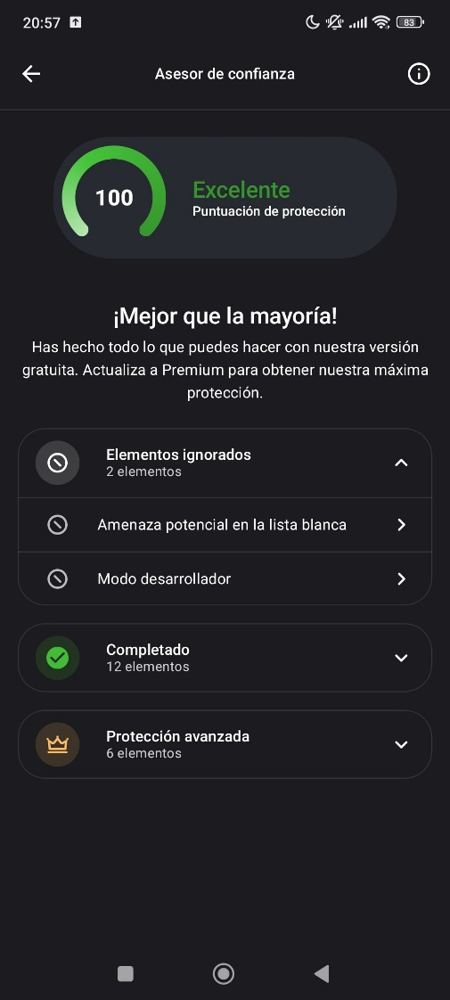 20:57
83
Asesor de confianza
100
Excelente
Puntuación de protección
¡Mejor que la mayoría!
Has hecho todo lo que puedes hacer con nuestra versión
gratuita. Actualiza a Premium para obtener nuestra máxima
protección.
Elementos ignorados
2 elementos
Amenaza potencial en la lista blanca
Modo desarrollador
Completado
12 elementos
Protección avanzada
6 elementos